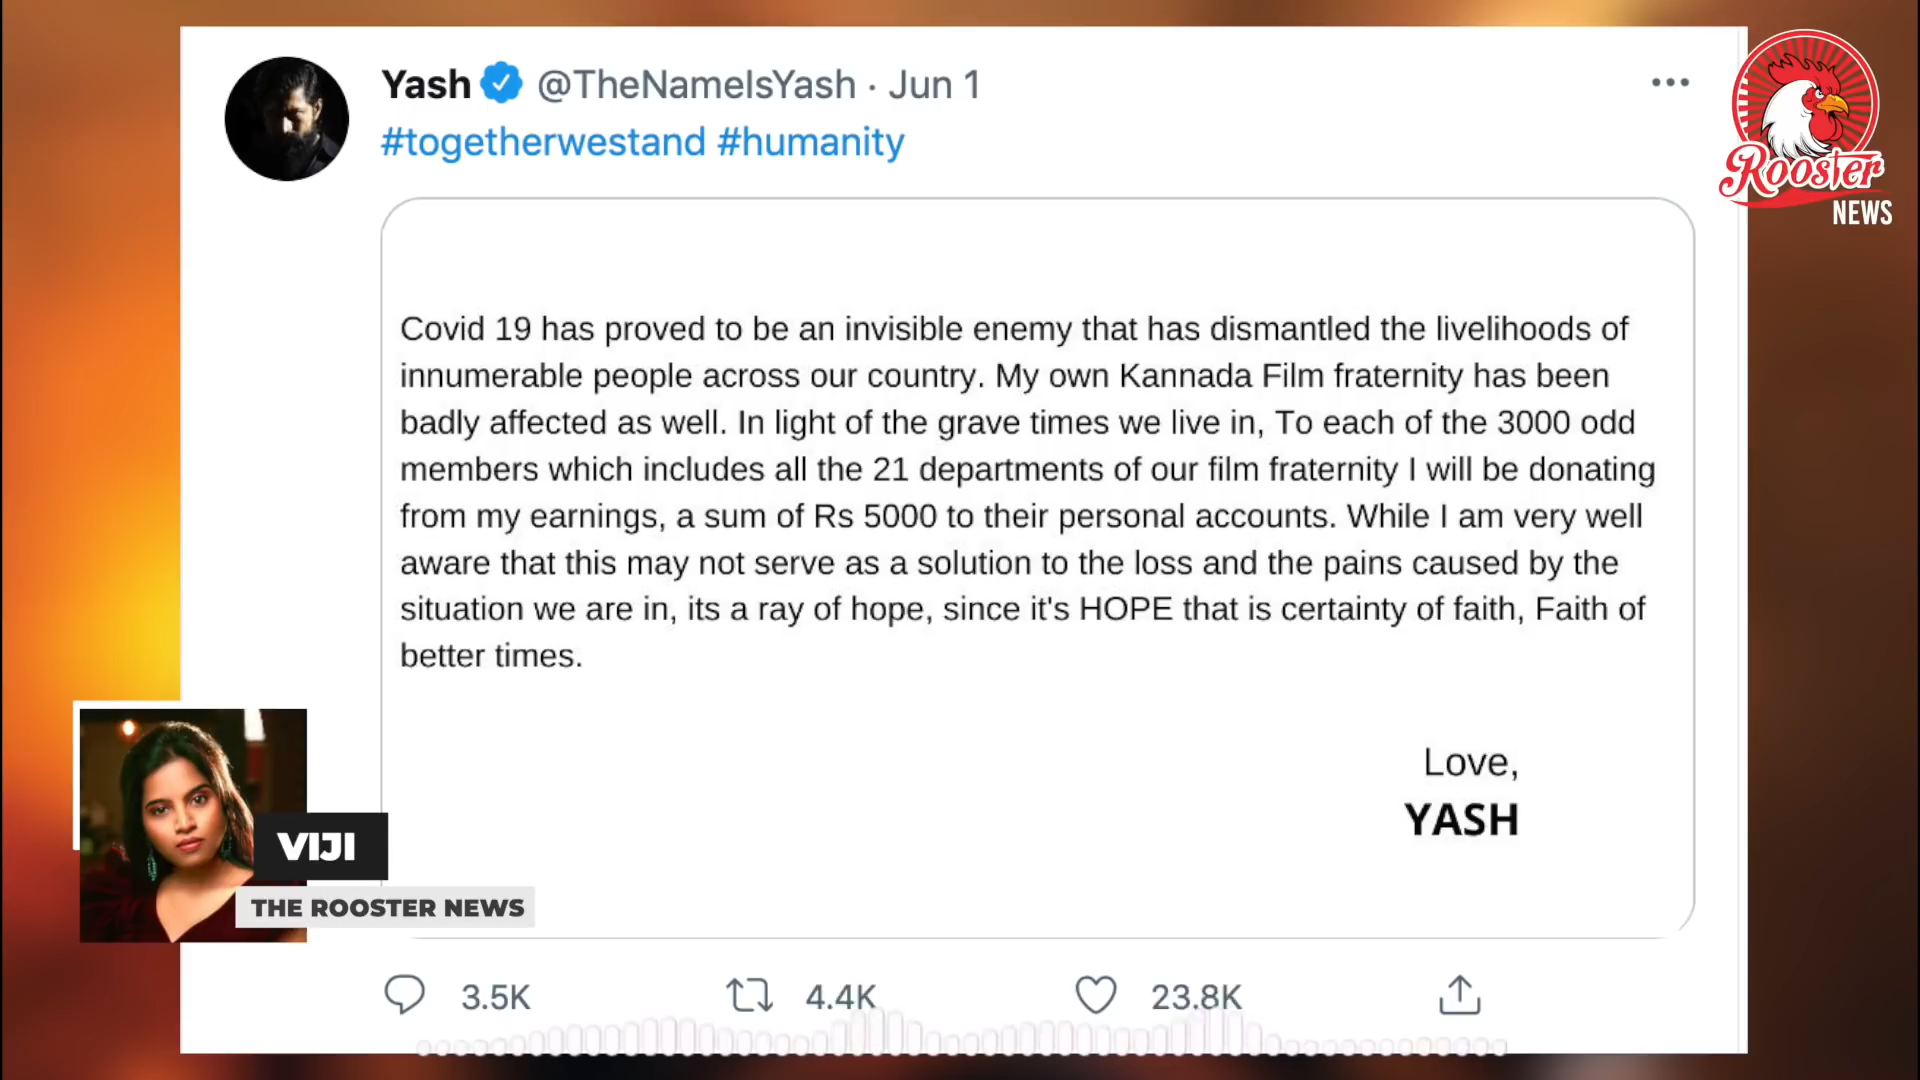 Yash @TheNameIsYash · Jun 1
#togetherwestand #humanity
Rooster
NEWS
Covid 19 has proved to be an invisible enemy that has dismantled the livelihoods of
innumerable people across our country. My own Kannada Film fraternity has been
badly affected as well. In light of the grave times we live in, To each of the 3000 odd
members which includes all the 21 departments of our film fraternity I will be donating
from my earnings, a sum of Rs 5000 to their personal accounts. While I am very well
aware that this may not serve as a solution to the loss and the pains caused by the
situation we are in, its a ray of hope, since it's HOPE that is certainty of faith, Faith of
better times.
Love,
YASH
VIJI
THE ROOSTER NEWS
3.5K 4.4K 23.8K